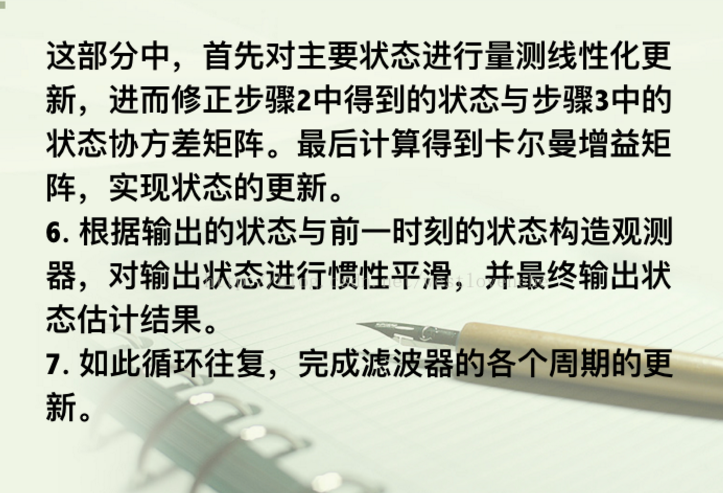 这部分中，首先对主要状态进行量测线性化更
新，进而修正步骤2中得到的状态与步骤3中的
状态协方差矩阵。最后计算得到卡尔曼增益矩
阵，实现状态的更新。
6. 根据输出的状态与前一时刻的状态构造观测
器，对输出状态进行惯性平滑，并最终输出状
态估计结果。
7. 如此循环往复，完成滤波器的各个周期的更
新。